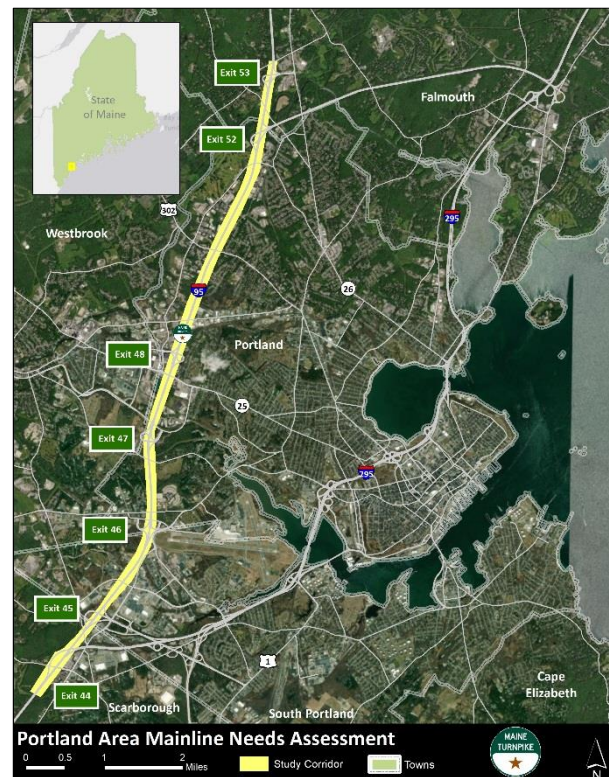 State
of Maine
Exit 53
Exit 52
Falmouth
302
Westbrook
295
95
26
Exit 48
Portland
25
Exit 47
295
Exit 46
Exit 45
1
Exit 44
Scarborough
South Portland
Cape
Elizabeth
Portland Area Mainline Needs Assessment
0 0.5 1 2
Miles
Study Corridor
Towns
MAINE
TURNPIKE